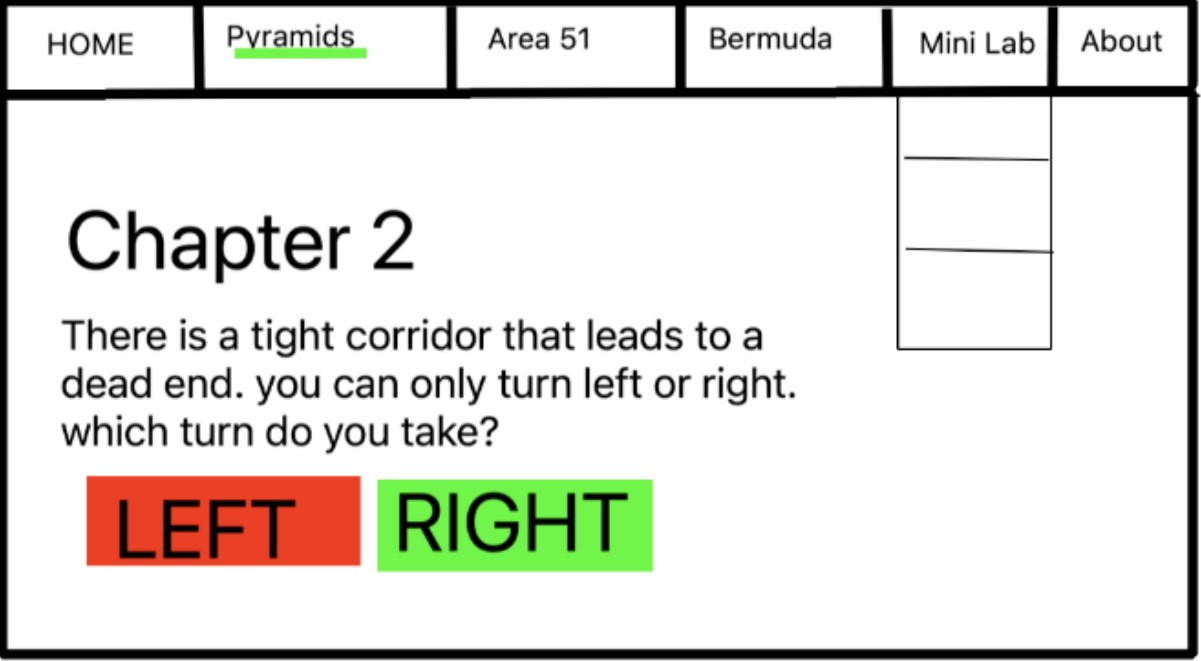 HOME Pyramids Area 51 Bermuda Mini Lab About
Chapter 2
There is a tight corridor that leads to a
dead end. you can only turn left or right.
which turn do you take?
LEFT RIGHT